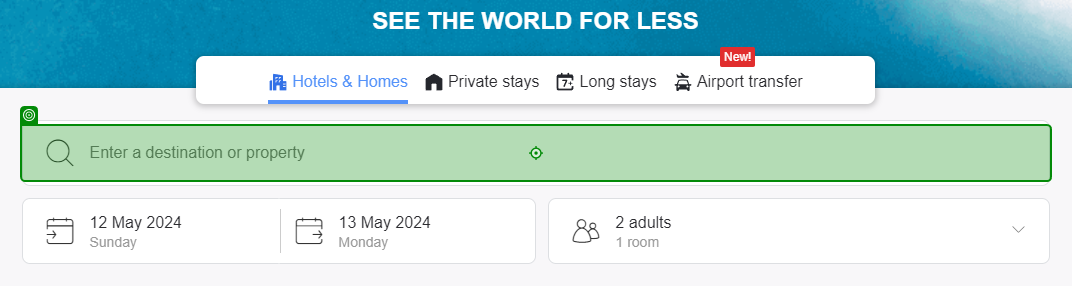 SEE THE WORLD FOR LESS
New!
Hotels & Homes Private stays 7+ Long stays Airport transfer
Enter a destination or property
12 May 2024 13 May 2024 2 adults
Sunday Monday 1 room